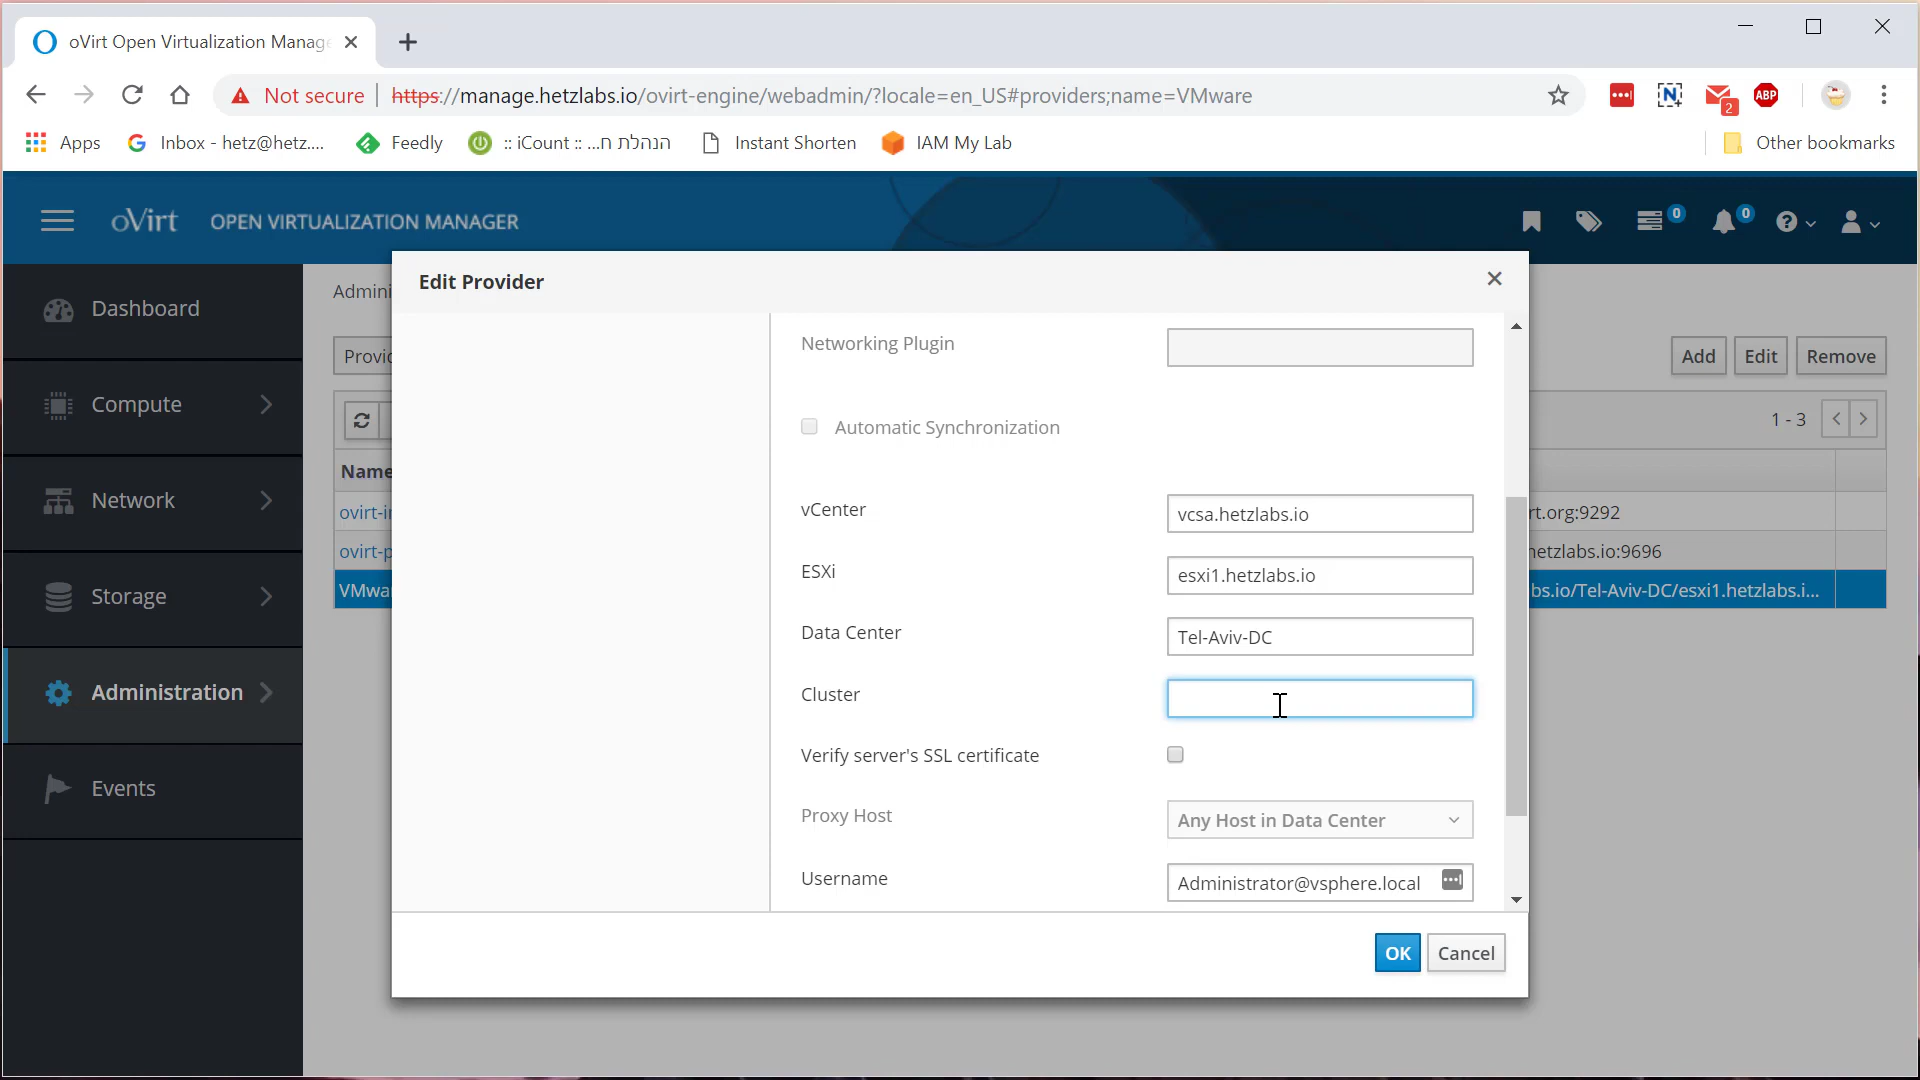 oVirt Open Virtualization Manage
Not secure
https://manage.hetzlabs.io/ovirt-engine/webadmin/?locale=en_US#providers;name=VMware
2
ABP
Apps
Inbox - hetz@hetz....
Feedly
:: iCount :: ...הנהלת ח
Instant Shorten
IAM My Lab
Other bookmarks
oVirt
OPEN VIRTUALIZATION MANAGER
0
0
Dashboard
Compute
Network
Storage
Administration
Events
Admini
Provid
Add
Edit
Remove
1 - 3
Name
ovirt-i
rt.org:9292
ovirt-p
hetzlabs.io:9696
VMwa
bs.io/Tel-Aviv-DC/esxi1.hetzlabs.i...
Edit Provider
Networking Plugin
Automatic Synchronization
vCenter
vcsa.hetzlabs.io
ESXi
esxi1.hetzlabs.io
Data Center
Tel-Aviv-DC
Cluster
Verify server's SSL certificate
Proxy Host
Any Host in Data Center
Username
Administrator@vsphere.local
OK
Cancel